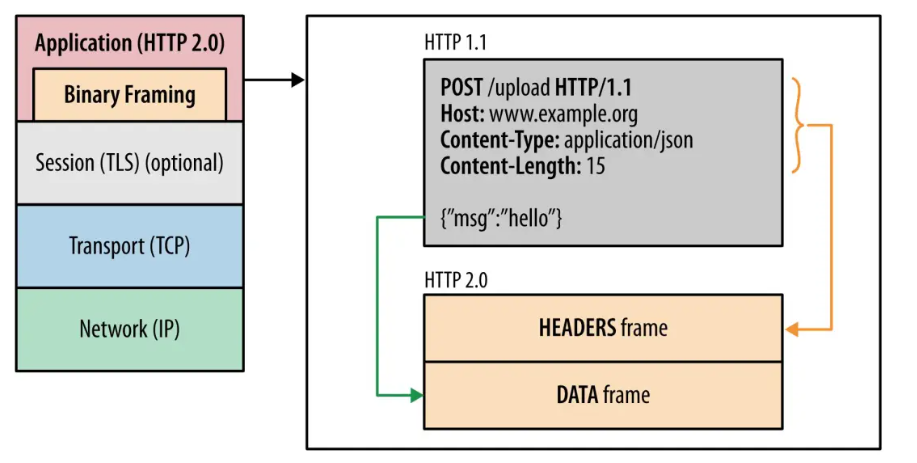 Application (HTTP 2.0)
Binary Framing
Session (TLS) (optional)
Transport (TCP)
Network (IP)
HTTP 1.1
POST /upload HTTP/1.1
Host: www.example.org
Content-Type: application/json
Content-Length: 15
{”msg”:”hello”}
HTTP 2.0
HEADERS frame
DATA frame